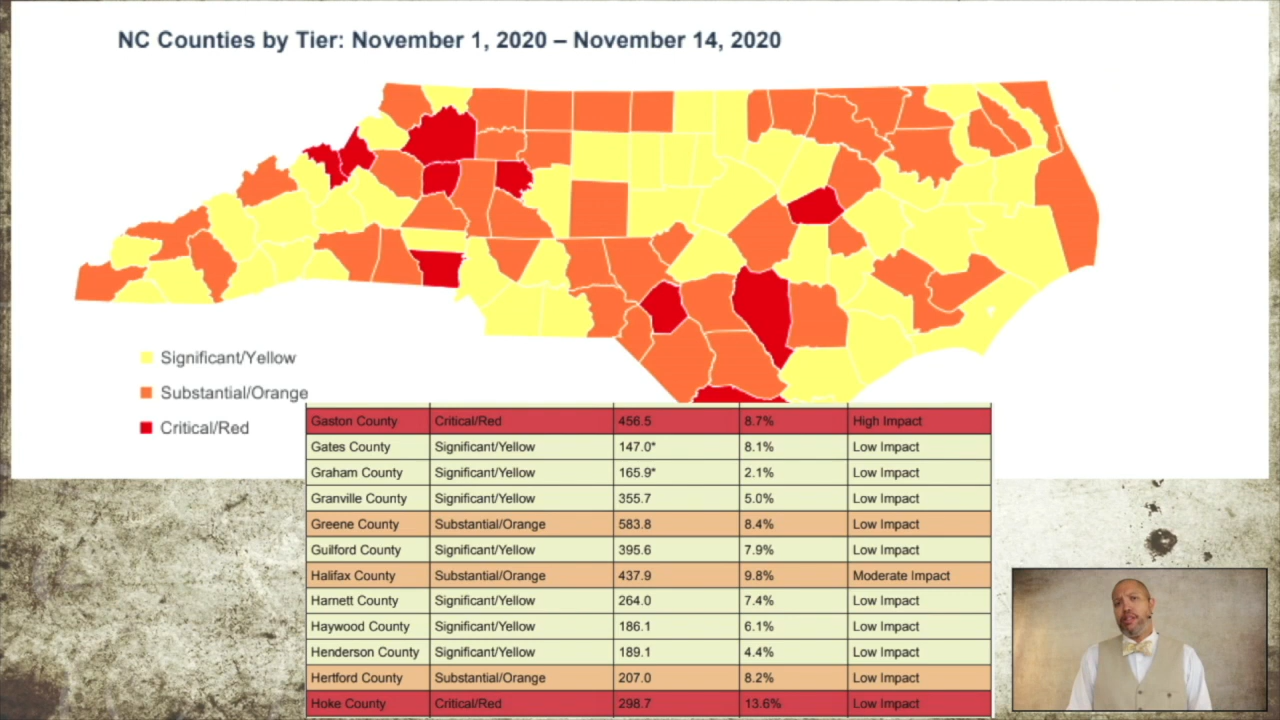 NC Counties by Tier: November 1, 2020 – November 14, 2020
Significant/Yellow
Substantial/Orange
Critical/Red
Gaston County Critical/Red 456.5 8.7% High Impact
Gates County Significant/Yellow 147.0* 8.1% Low Impact
Graham County Significant/Yellow 165.9* 2.1% Low Impact
Granville County Significant/Yellow 355.7 5.0% Low Impact
Greene County Substantial/Orange 583.8 8.4% Low Impact
Guilford County Significant/Yellow 395.6 7.9% Low Impact
Halifax County Substantial/Orange 437.9 9.8% Moderate Impact
Harnett County Significant/Yellow 264.0 7.4% Low Impact
Haywood County Significant/Yellow 186.1 6.1% Low Impact
Henderson County Significant/Yellow 189.1 4.4% Low Impact
Hertford County Substantial/Orange 207.0 8.2% Low Impact
Hoke County Critical/Red 298.7 13.6% Low Impact